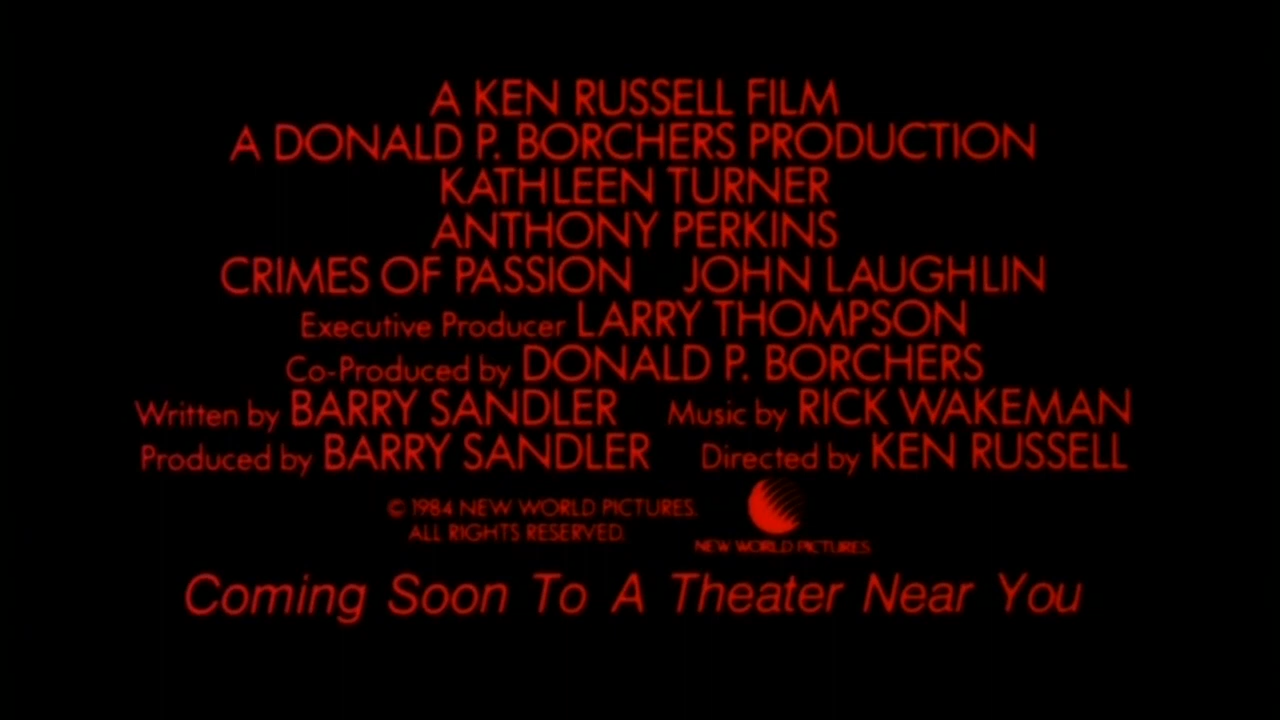 A KEN RUSSELL FILM
A DONALD P. BORCHERS PRODUCTION
KATHLEEN TURNER
ANTHONY PERKINS
CRIMES OF PASSION JOHN LAUGHLIN
Executive Producer LARRY THOMPSON
Co-Produced by DONALD P. BORCHERS
Written by BARRY SANDLER Music by RICK WAKEMAN
Produced by BARRY SANDLER Directed by KEN RUSSELL
© 1984 NEW WORLD PICTURES.
ALL RIGHTS RESERVED.
NEW WORLD PICTURES
Coming Soon To A Theater Near You